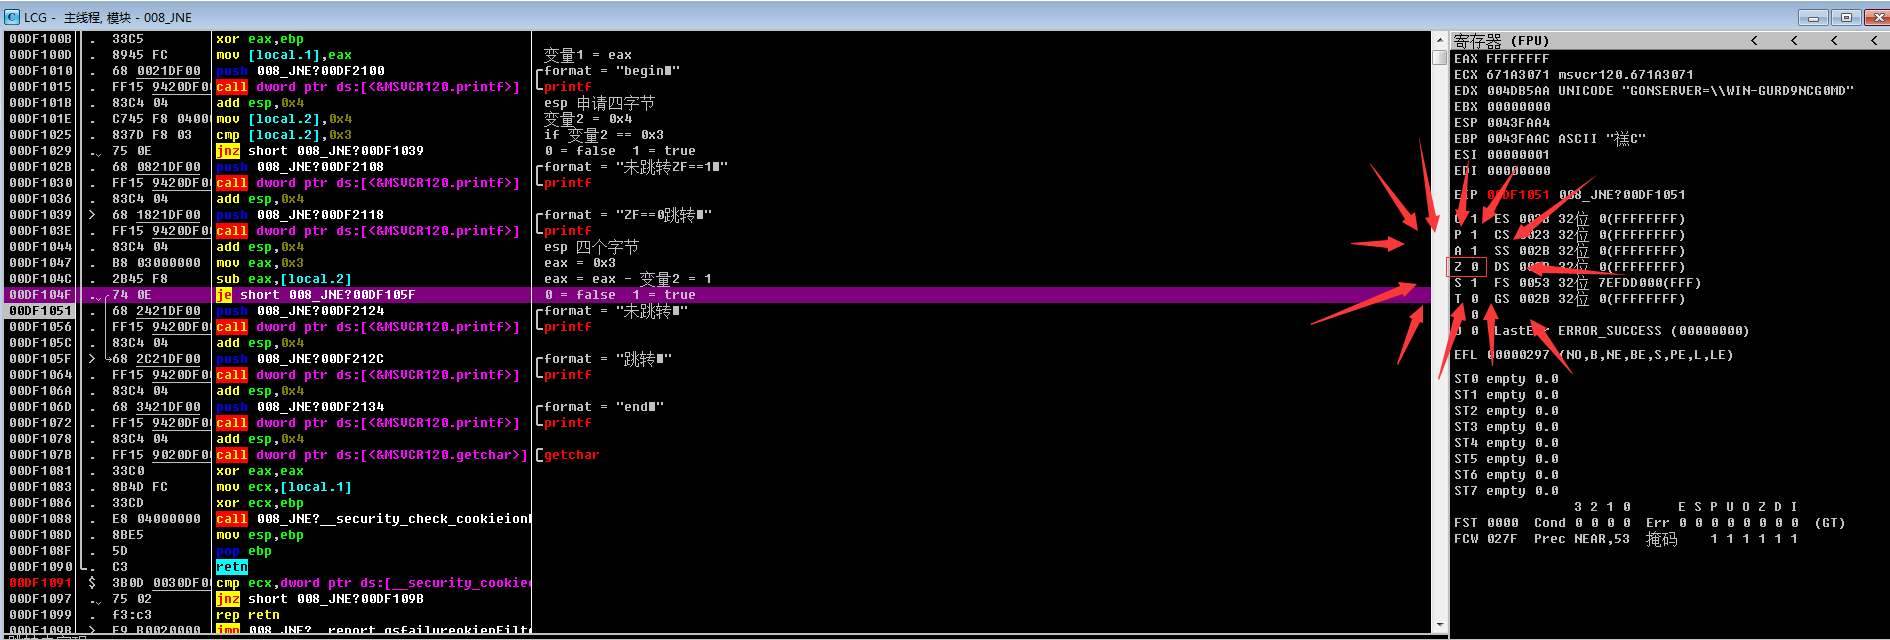 LCG - 主线程, 模块 - 008_JNE
00DF100B . 33C5 xor eax,ebp
00DF100D . 8945 FC mov [local.1],eax 变量1 = eax
00DF1010 . 68 0021DF00 push 008_JNE?00DF2100 format = "begin■"
00DF1015 . FF15 9420DF0 call dword ptr ds:[<&MSVCR120.printf>] printf
00DF101B . 83C4 04 add esp,0x4 esp 申请四字节
00DF101E . C745 F8 0400 mov [local.2],0x4 变量2 = 0x4
00DF1025 . 837D F8 03 cmp [local.2],0x3 if 变量2 == 0x3
00DF1029 . 75 0E jnz short 008_JNE?00DF1039 0 = false 1 = true
00DF102B . 68 0821DF00 push 008_JNE?00DF2108 format = "未跳转ZF==1■"
00DF1030 . FF15 9420DF0 call dword ptr ds:[<&MSVCR120.printf>] printf
00DF1036 . 83C4 04 add esp,0x4
00DF1039 > 68 1821DF00 push 008_JNE?00DF2118 format = "ZF==0跳转■"
00DF103E . FF15 9420DF0 call dword ptr ds:[<&MSVCR120.printf>] printf
00DF1044 . 83C4 04 add esp,0x4 esp 四个字节
00DF1047 . B8 03000000 mov eax,0x3 eax = 0x3
00DF104C . 2B45 F8 sub eax,[local.2] eax = eax - 变量2 = 1
00DF104F . 74 0E je short 008_JNE?00DF105F 0 = false 1 = true
00DF1051 . 68 2421DF00 push 008_JNE?00DF2124 format = "未跳转■"
00DF1056 . FF15 9420DF0 call dword ptr ds:[<&MSVCR120.printf>] printf
00DF105C . 83C4 04 add esp,0x4
00DF105F > 68 2C21DF00 push 008_JNE?00DF212C format = "跳转■"
00DF1064 . FF15 9420DF0 call dword ptr ds:[<&MSVCR120.printf>] printf
00DF106A . 83C4 04 add esp,0x4
00DF106D . 68 3421DF00 push 008_JNE?00DF2134 format = "end■"
00DF1072 . FF15 9420DF0 call dword ptr ds:[<&MSVCR120.printf>] printf
00DF1078 . 83C4 04 add esp,0x4
00DF107B . FF15 9020DF0 call dword ptr ds:[<&MSVCR120.getchar>] getchar
00DF1081 . 33C0 xor eax,eax
00DF1083 . 8B4D FC mov ecx,[local.1]
00DF1086 . 33CD xor ecx,ebp
00DF1088 . E8 04000000 call 008_JNE?__security_check_cookieion
00DF108D . 8BE5 mov esp,ebp
00DF108F . 5D pop ebp
00DF1090 . C3 retn
00DF1091 $ 3B0D 0030DF0 cmp ecx,dword ptr ds:[__security_cookie
00DF1097 . 75 02 jnz short 008_JNE?00DF109B
00DF1099 . f3:c3 rep retn
00DF109B > E9 B0020000 jmp 008_JNE?__report_gsfailureokienFilt
寄存器 (FPU) < < < <
EAX FFFFFFFF
ECX 671A3071 msvcr120.671A3071
EDX 004DB5AA UNICODE "GONSERVER=\\WIN-GURD9NCG0MD"
EBX 00000000
ESP 0043FAA4
EBP 0043FAAC ASCII "禚C"
ESI 00000001
EDI 00000000
EIP 00DF1051 008_JNE?00DF1051
C 1 ES 002B 32位 0(FFFFFFFF)
P 1 CS 0023 32位 0(FFFFFFFF)
A 1 SS 002B 32位 0(FFFFFFFF)
Z 0 DS 002B 32位 0(FFFFFFFF)
S 1 FS 0053 32位 7EFDD000(FFF)
T 0 GS 002B 32位 0(FFFFFFFF)
0
O 0 LastErr ERROR_SUCCESS (00000000)
EFL 00000297 (NO,B,NE,BE,S,PE,L,LE)
ST0 empty 0.0
ST1 empty 0.0
ST2 empty 0.0
ST3 empty 0.0
ST4 empty 0.0
ST5 empty 0.0
ST6 empty 0.0
ST7 empty 0.0
3 2 1 0 E S P U O Z D I
FST 0000 Cond 0 0 0 0 Err 0 0 0 0 0 0 0 0 (GT)
FCW 027F Prec NEAR,53 掩码 1 1 1 1 1 1